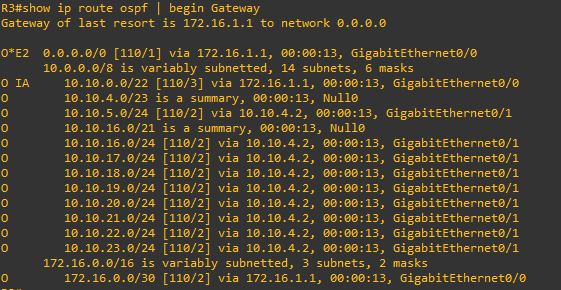 R3#show ip route ospf | begin Gateway
Gateway of last resort is 172.16.1.1 to network 0.0.0.0
O*E2 0.0.0.0/0 [110/1] via 172.16.1.1, 00:00:13, GigabitEthernet0/0
10.0.0.0/8 is variably subnetted, 14 subnets, 6 masks
O IA 10.10.0.0/22 [110/3] via 172.16.1.1, 00:00:13, GigabitEthernet0/0
O 10.10.4.0/23 is a summary, 00:00:13, Null0
O 10.10.5.0/24 [110/2] via 10.10.4.2, 00:00:13, GigabitEthernet0/1
O 10.10.16.0/21 is a summary, 00:00:13, Null0
O 10.10.16.0/24 [110/2] via 10.10.4.2, 00:00:13, GigabitEthernet0/1
O 10.10.17.0/24 [110/2] via 10.10.4.2, 00:00:13, GigabitEthernet0/1
O 10.10.18.0/24 [110/2] via 10.10.4.2, 00:00:13, GigabitEthernet0/1
O 10.10.19.0/24 [110/2] via 10.10.4.2, 00:00:13, GigabitEthernet0/1
O 10.10.20.0/24 [110/2] via 10.10.4.2, 00:00:13, GigabitEthernet0/1
O 10.10.21.0/24 [110/2] via 10.10.4.2, 00:00:13, GigabitEthernet0/1
O 10.10.22.0/24 [110/2] via 10.10.4.2, 00:00:13, GigabitEthernet0/1
O 10.10.23.0/24 [110/2] via 10.10.4.2, 00:00:13, GigabitEthernet0/1
172.16.0.0/16 is variably subnetted, 3 subnets, 2 masks
O 172.16.0.0/30 [110/2] via 172.16.1.1, 00:00:13, GigabitEthernet0/0